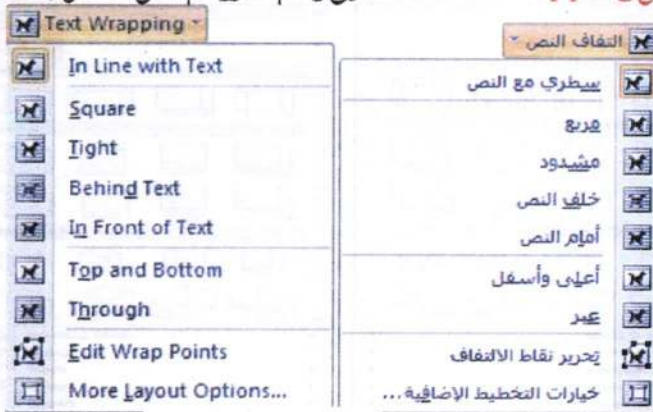 Text Wrapping
In Line with Text
Square
Tight
Behind Text
In Front of Text
Top and Bottom
Through
Edit Wrap Points
More Layout Options...
التفاف النص
سطري مع النص
مربع
مشدود
خلف النص
أمام النص
أعلى وأسفل
عبر
تحرير نقاط الالتفاف
خيارات التخطيط الإضافية...